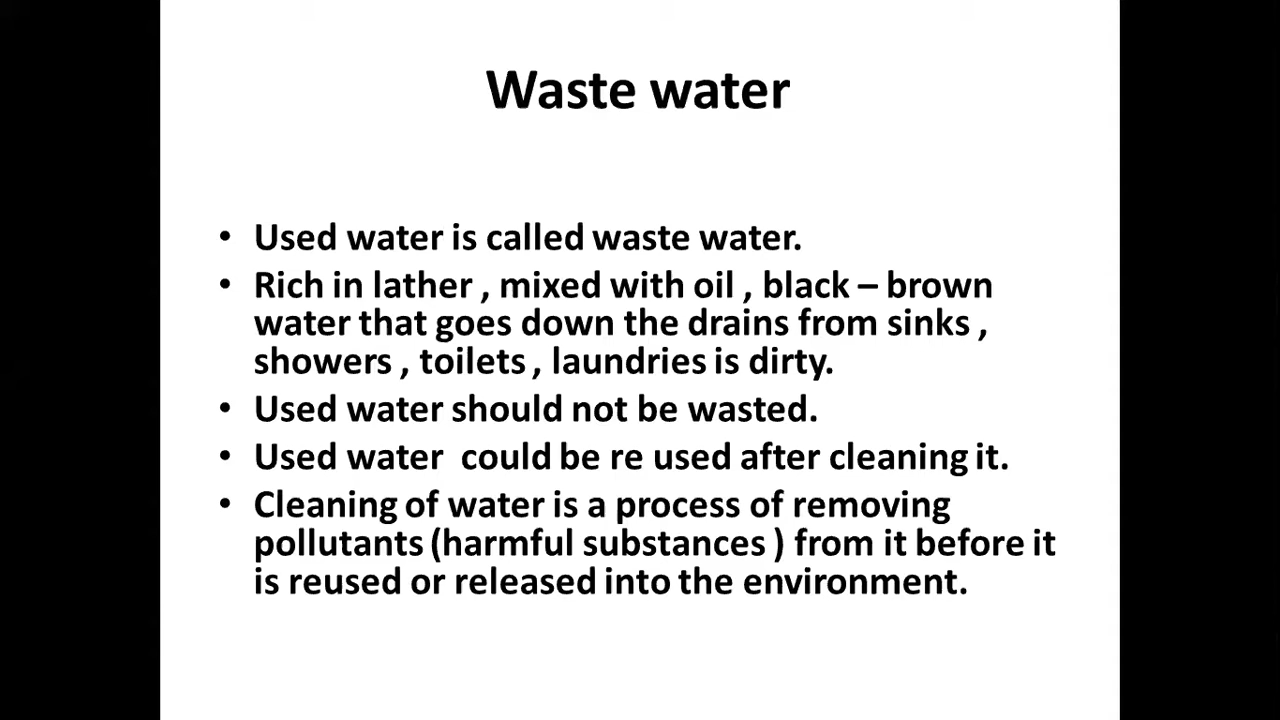 Waste water
• Used water is called waste water.
• Rich in lather , mixed with oil , black – brown
water that goes down the drains from sinks ,
showers , toilets , laundries is dirty.
• Used water should not be wasted.
• Used water  could be re used after cleaning it.
• Cleaning of water is a process of removing
pollutants (harmful substances ) from it before it
is reused or released into the environment.